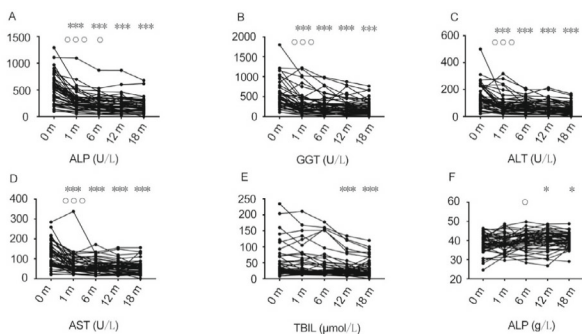 A
*** *** *** ***
○○○ ○
1500
1000
500
0
0 m
1 m
6 m
12 m
18 m
ALP (U/L)
B
*** *** *** ***
○○○
2000
1500
1000
500
0
0 m
1 m
6 m
12 m
18 m
GGT (U/L)
C
*** *** *** ***
○○○
600
400
200
0
0 m
1 m
6 m
12 m
18 m
ALT (U/L)
D
*** *** *** ***
○○○
400
300
200
100
0
0 m
1 m
6 m
12 m
18 m
AST (U/L)
E
*** ***
250
200
150
100
50
0
0 m
1 m
6 m
12 m
18 m
TBIL (μmol/L)
F
* *
○
60
50
40
30
20
0 m
1 m
6 m
12 m
18 m
ALP (g/L)